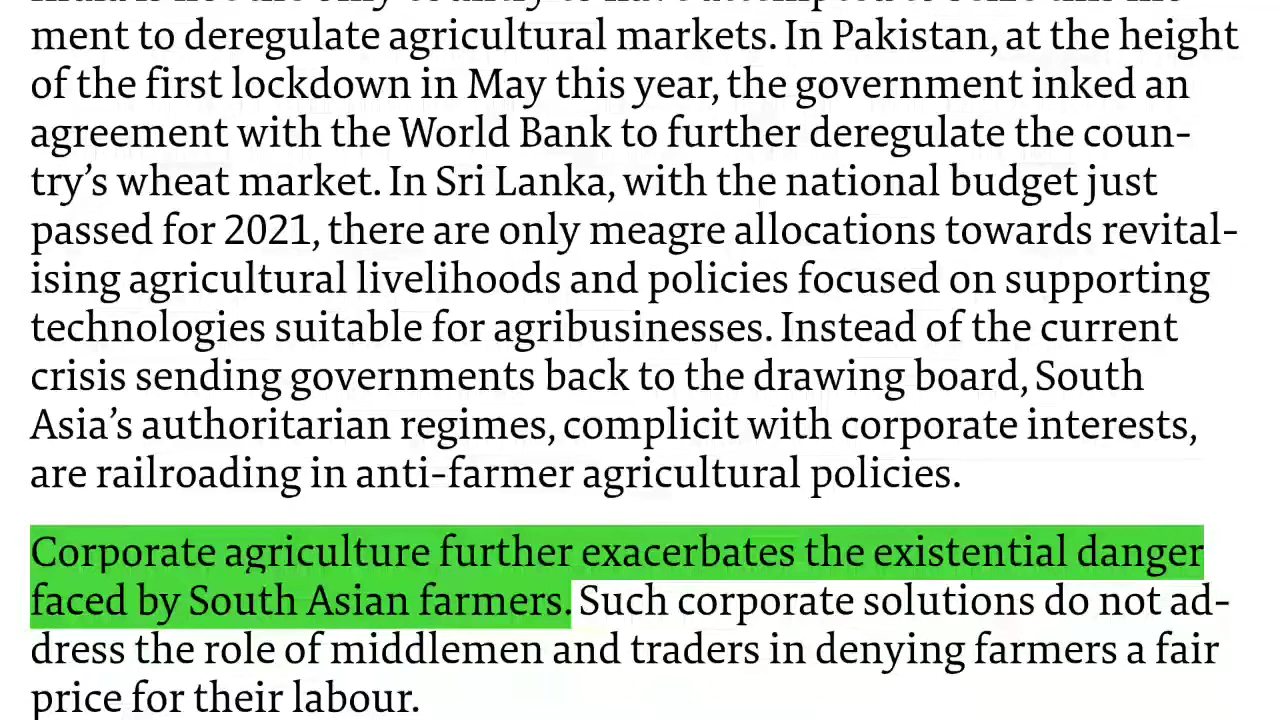 ment to deregulate agricultural markets. In Pakistan, at the height
of the first lockdown in May this year, the government inked an
agreement with the World Bank to further deregulate the coun-
try’s wheat market. In Sri Lanka, with the national budget just
passed for 2021, there are only meagre allocations towards revital-
ising agricultural livelihoods and policies focused on supporting
technologies suitable for agribusinesses. Instead of the current
crisis sending governments back to the drawing board, South
Asia’s authoritarian regimes, complicit with corporate interests,
are railroading in anti-farmer agricultural policies.
Corporate agriculture further exacerbates the existential danger
faced by South Asian farmers. Such corporate solutions do not ad-
dress the role of middlemen and traders in denying farmers a fair
price for their labour.